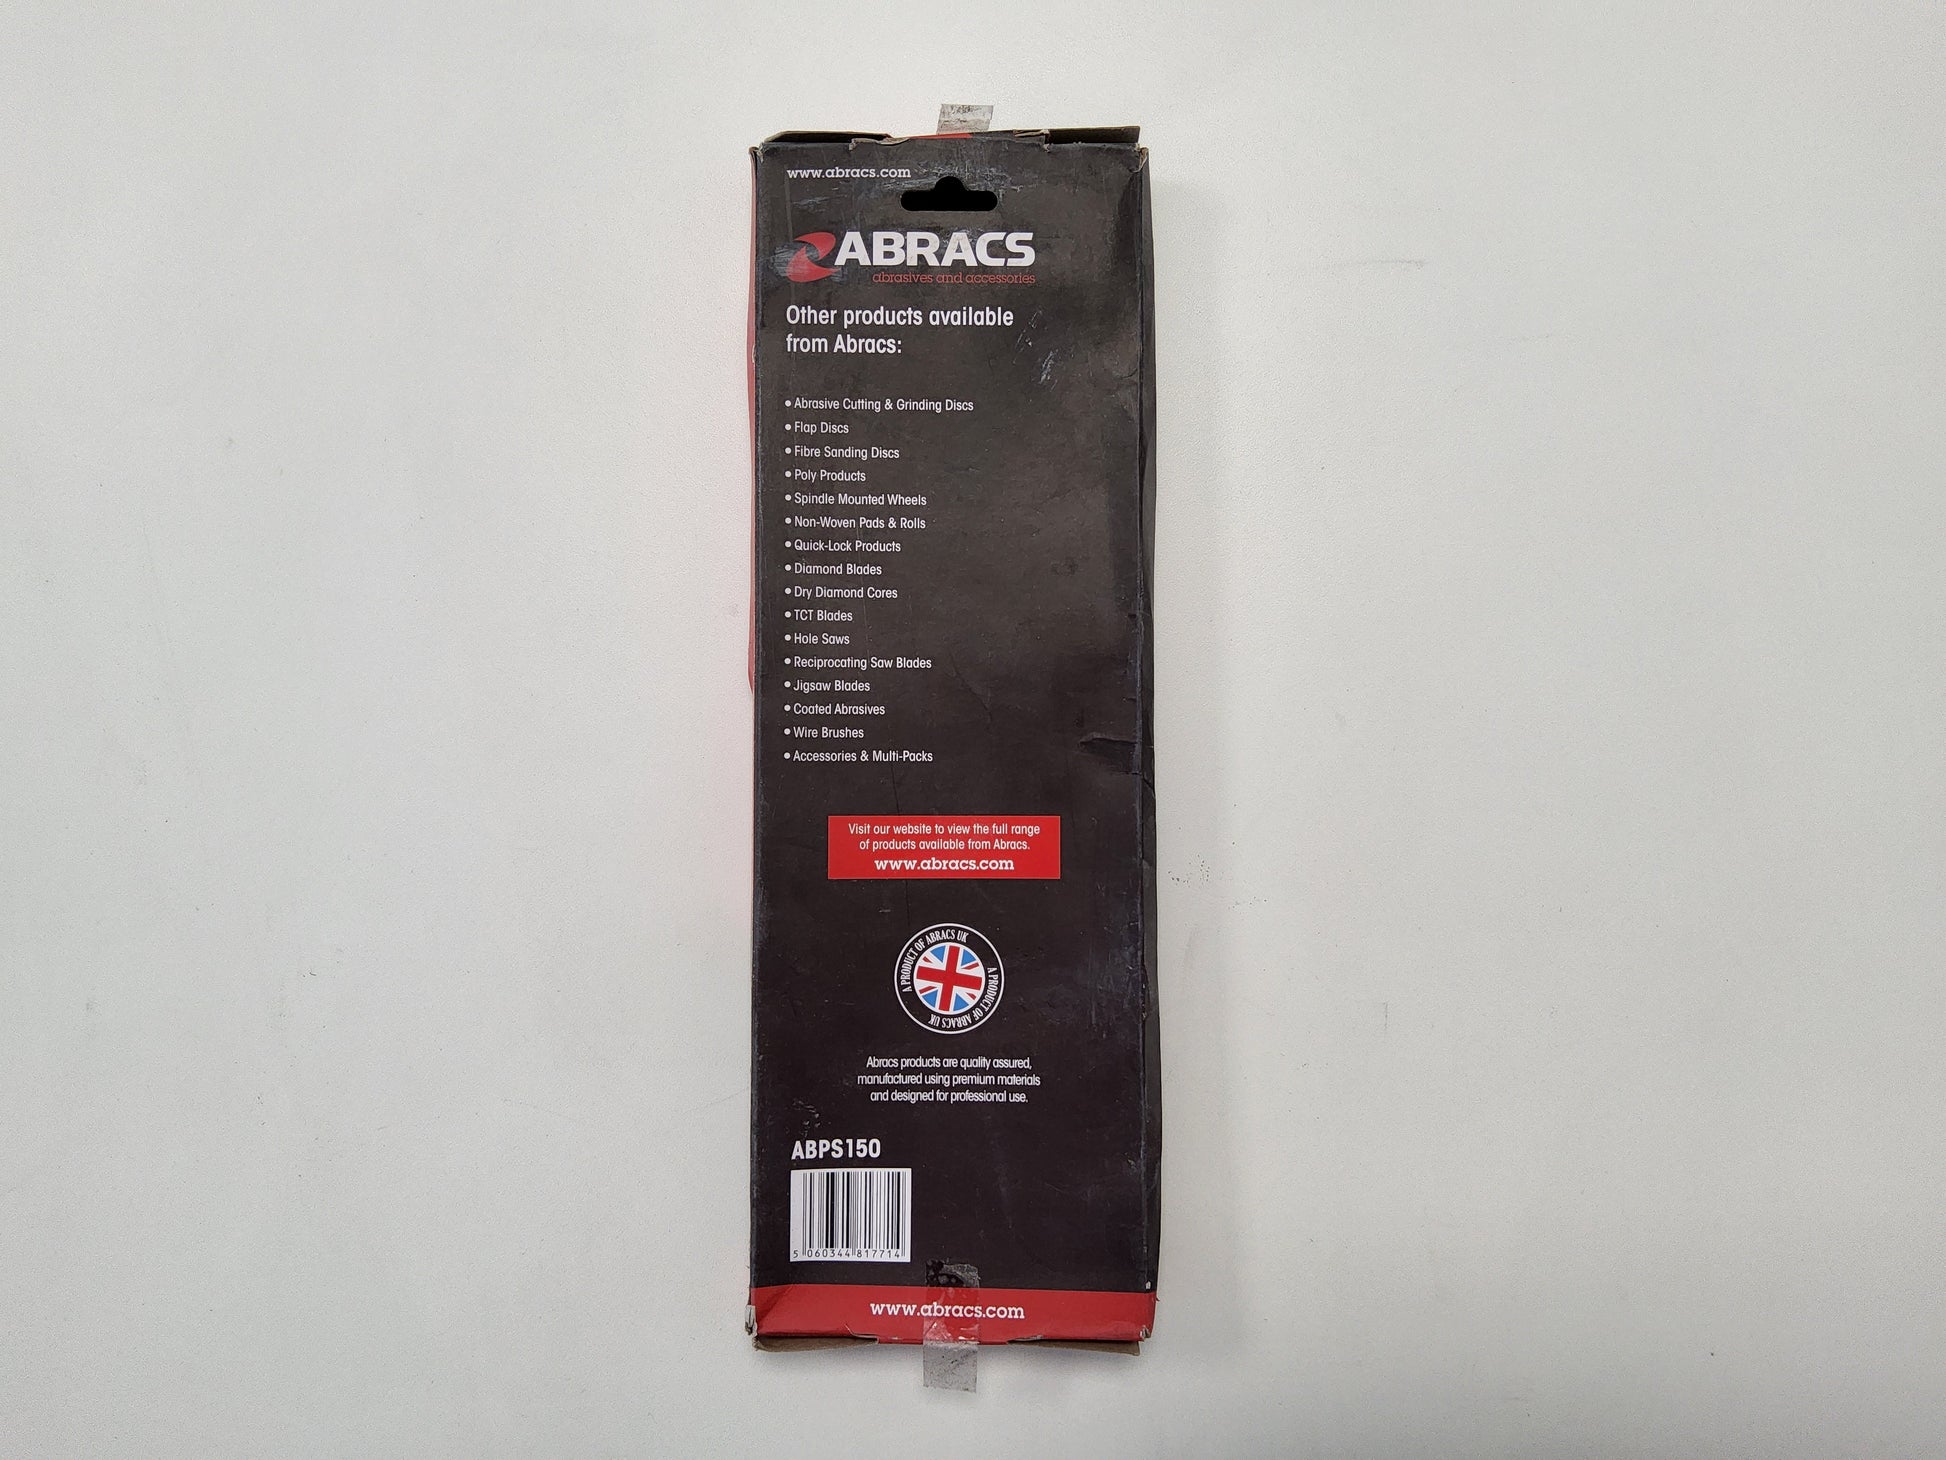 www.abracs.com
ABRACS
abrasives and accessories
Other products available
from Abracs:
• Abrasive Cutting & Grinding Discs
• Flap Discs
• Fibre Sanding Discs
• Poly Products
• Spindle Mounted Wheels
• Non-Woven Pads & Rolls
• Quick-Lock Products
• Diamond Blades
• Dry Diamond Cores
• TCT Blades
• Hole Saws
• Reciprocating Saw Blades
• Jigsaw Blades
• Coated Abrasives
• Wire Brushes
• Accessories & Multi-Packs
Visit our website to view the full range
of products available from Abracs.
www.abracs.com
A PRODUCT OF ABRACS UK
A PRODUCT OF ABRACS UK
Abracs products are quality assured,
manufactured using premium materials
and designed for professional use.
ABPS150
5 060344 817714
www.abracs.com